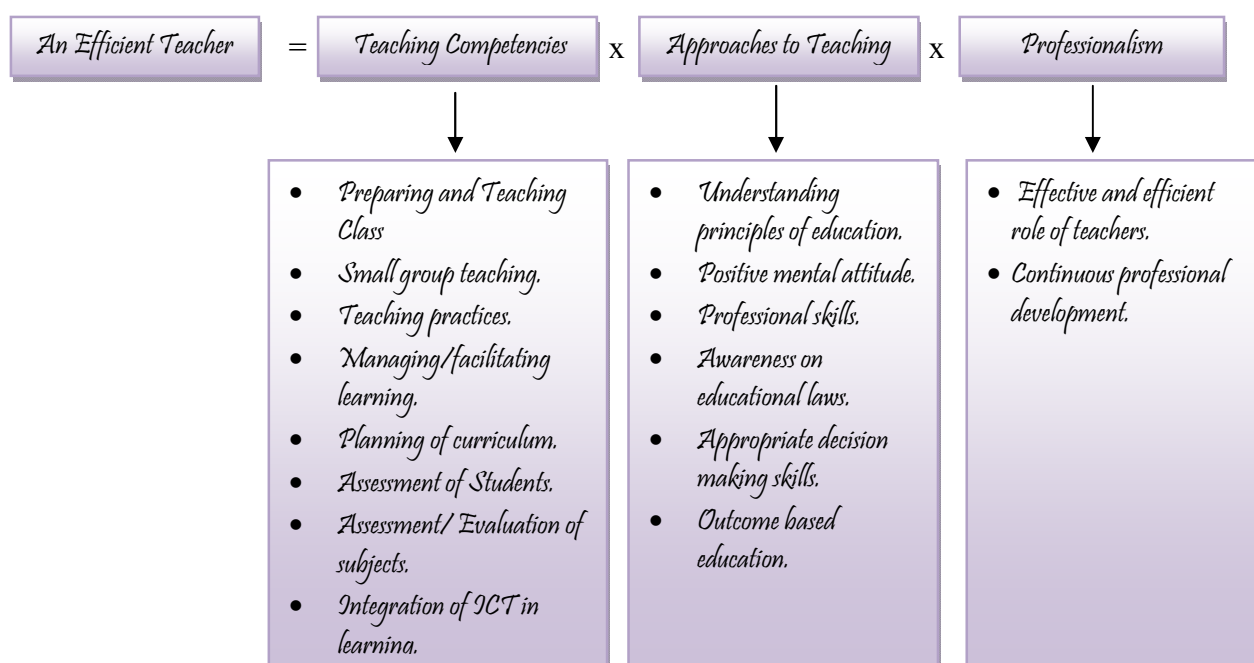 An Efficient Teacher = Teaching Competencies x Approaches to Teaching x Professionalism
• Preparing and Teaching
Class
• Small group teaching.
• Teaching practices.
• Managing/facilitating
learning.
• Planning of curriculum.
• Assessment of Students.
• Assessment/ Evaluation of
subjects.
• Integration of ICT in
learning.
• Understanding
principles of education.
• Positive mental attitude.
• Professional skills.
• Awareness on
educational laws.
• Appropriate decision
making skills.
• Outcome based
education.
• Effective and efficient
role of teachers.
• Continuous professional
development.